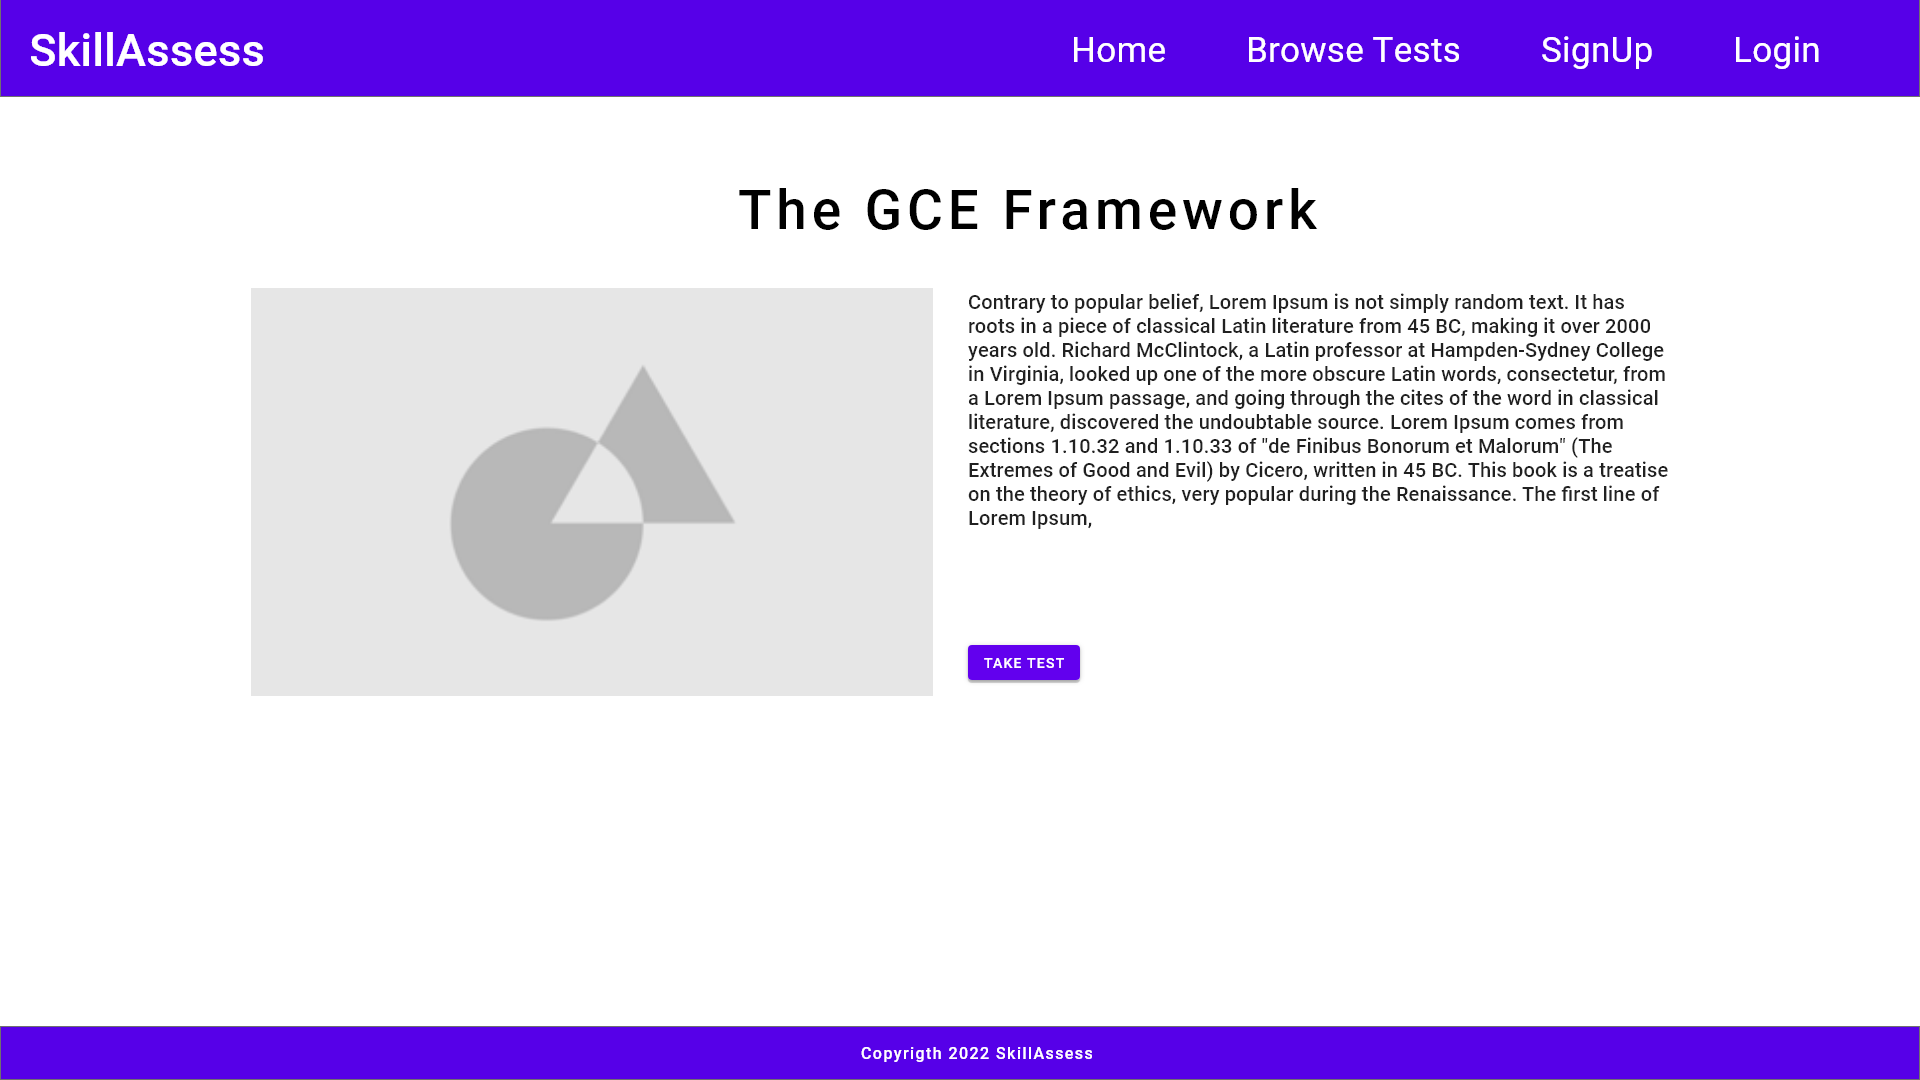 SkillAssess
Home Browse Tests SignUp Login
The GCE Framework
Contrary to popular belief, Lorem Ipsum is not simply random text. It has
roots in a piece of classical Latin literature from 45 BC, making it over 2000
years old. Richard McClintock, a Latin professor at Hampden-Sydney College
in Virginia, looked up one of the more obscure Latin words, consectetur, from
a Lorem Ipsum passage, and going through the cites of the word in classical
literature, discovered the undoubtable source. Lorem Ipsum comes from
sections 1.10.32 and 1.10.33 of "de Finibus Bonorum et Malorum" (The
Extremes of Good and Evil) by Cicero, written in 45 BC. This book is a treatise
on the theory of ethics, very popular during the Renaissance. The first line of
Lorem Ipsum,
TAKE TEST
Copyrigth 2022 SkillAssess